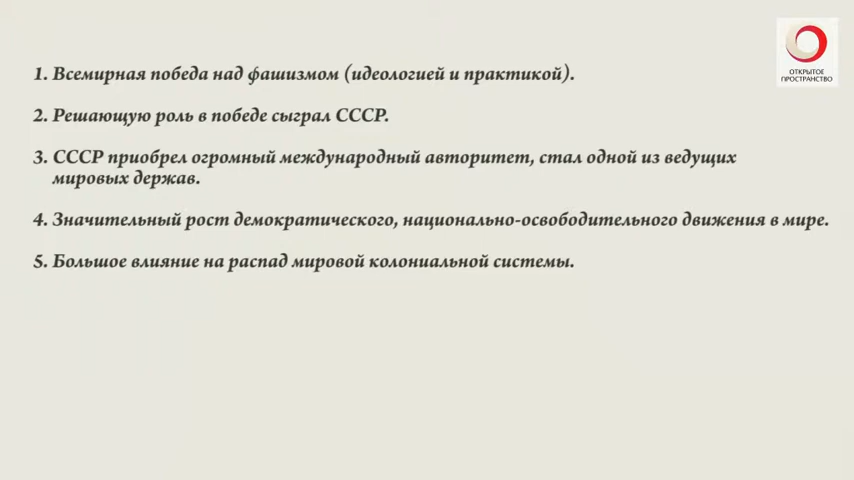 ОТКРЫТОЕ
ПРОСТРАНСТВО
1. Всемирная победа над фашизмом (идеологией и практикой).
2. Решающую роль в победе сыграл СССР.
3. СССР приобрел огромный международный авторитет, стал одной из ведущих
мировых держав.
4. Значительный рост демократического, национально-освободительного движения в мире.
5. Большое влияние на распад мировой колониальной системы.